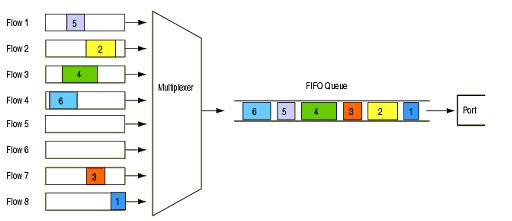 Flow 1 5
Flow 2 2
Flow 3 4
Flow 4 6
Flow 5
Flow 6
Flow 7 3
Flow 8 1
Multiplexer
FIFO Queue
6 5 4 3 2 1
Port